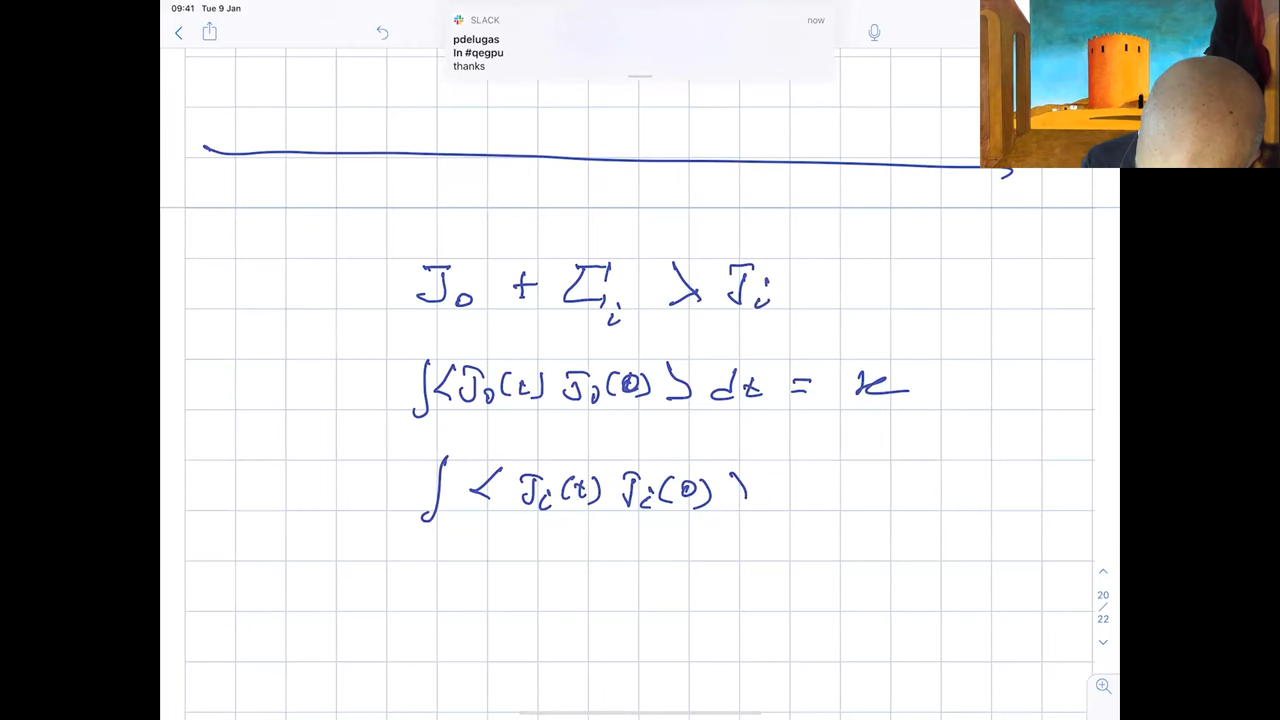 09:41 Tue 9 Jan
SLACK now
pdelugas
In #qegpu
thanks
J₀ + Σᵢ λ Jᵢ
∫⟨J₀(t) J₀(0)⟩ dt = κ
∫⟨Jᵢ(t) Jᵢ(0)⟩
20
/
22